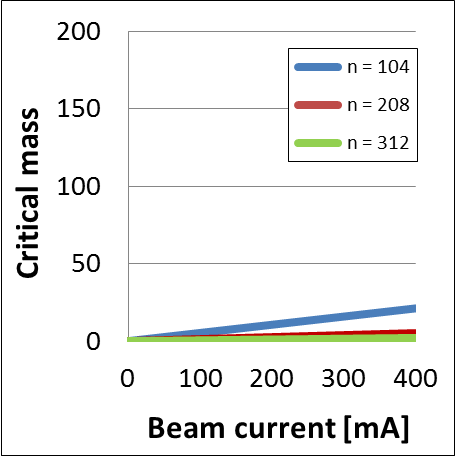 200
150
100
50
0
Critical mass
n = 104
n = 208
n = 312
0 100 200 300 400
Beam current [mA]